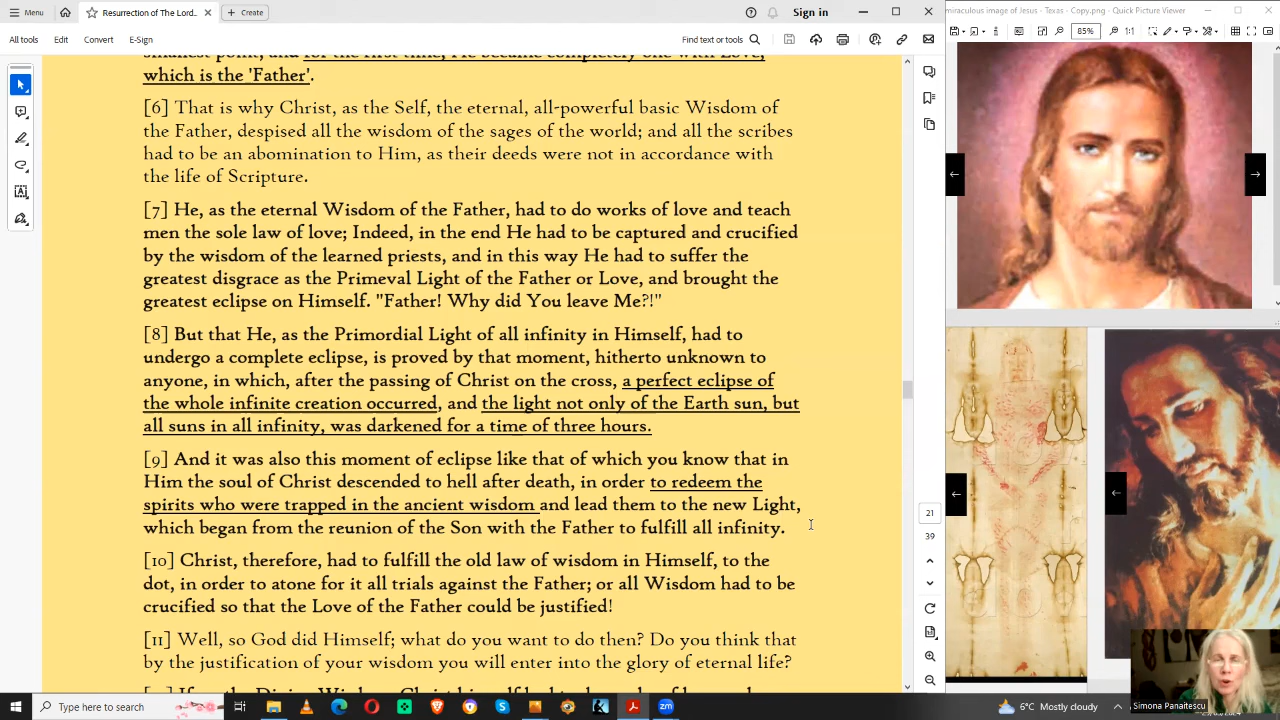 Menu
Resurrection of The Lord...
Create
Sign in
miraculous image of Jesus - Texas - Copy.png - Quick Picture Viewer
All tools
Edit
Convert
E-Sign
Find text or tools
85%
1:1
smallest point, and for the first time, He became completely one with Love,
which is the 'Father'.
[6] That is why Christ, as the Self, the eternal, all-powerful basic Wisdom of
the Father, despised all the wisdom of the sages of the world; and all the scribes
had to be an abomination to Him, as their deeds were not in accordance with
the life of Scripture.
[7] He, as the eternal Wisdom of the Father, had to do works of love and teach
men the sole law of love; Indeed, in the end He had to be captured and crucified
by the wisdom of the learned priests, and in this way He had to suffer the
greatest disgrace as the Primeval Light of the Father or Love, and brought the
greatest eclipse on Himself. "Father! Why did You leave Me?!"
[8] But that He, as the Primordial Light of all infinity in Himself, had to
undergo a complete eclipse, is proved by that moment, hitherto unknown to
anyone, in which, after the passing of Christ on the cross, a perfect eclipse of
the whole infinite creation occurred, and the light not only of the Earth sun, but
all suns in all infinity, was darkened for a time of three hours.
[9] And it was also this moment of eclipse like that of which you know that in
Him the soul of Christ descended to hell after death, in order to redeem the
spirits who were trapped in the ancient wisdom and lead them to the new Light,
which began from the reunion of the Son with the Father to fulfill all infinity.
[10] Christ, therefore, had to fulfill the old law of wisdom in Himself, to the
dot, in order to atone for it all trials against the Father; or all Wisdom had to be
crucified so that the Love of the Father could be justified!
[11] Well, so God did Himself; what do you want to do then? Do you think that
by the justification of your wisdom you will enter into the glory of eternal life?
21
39
Type here to search
6°C Mostly cloudy
Simona Panaitescu